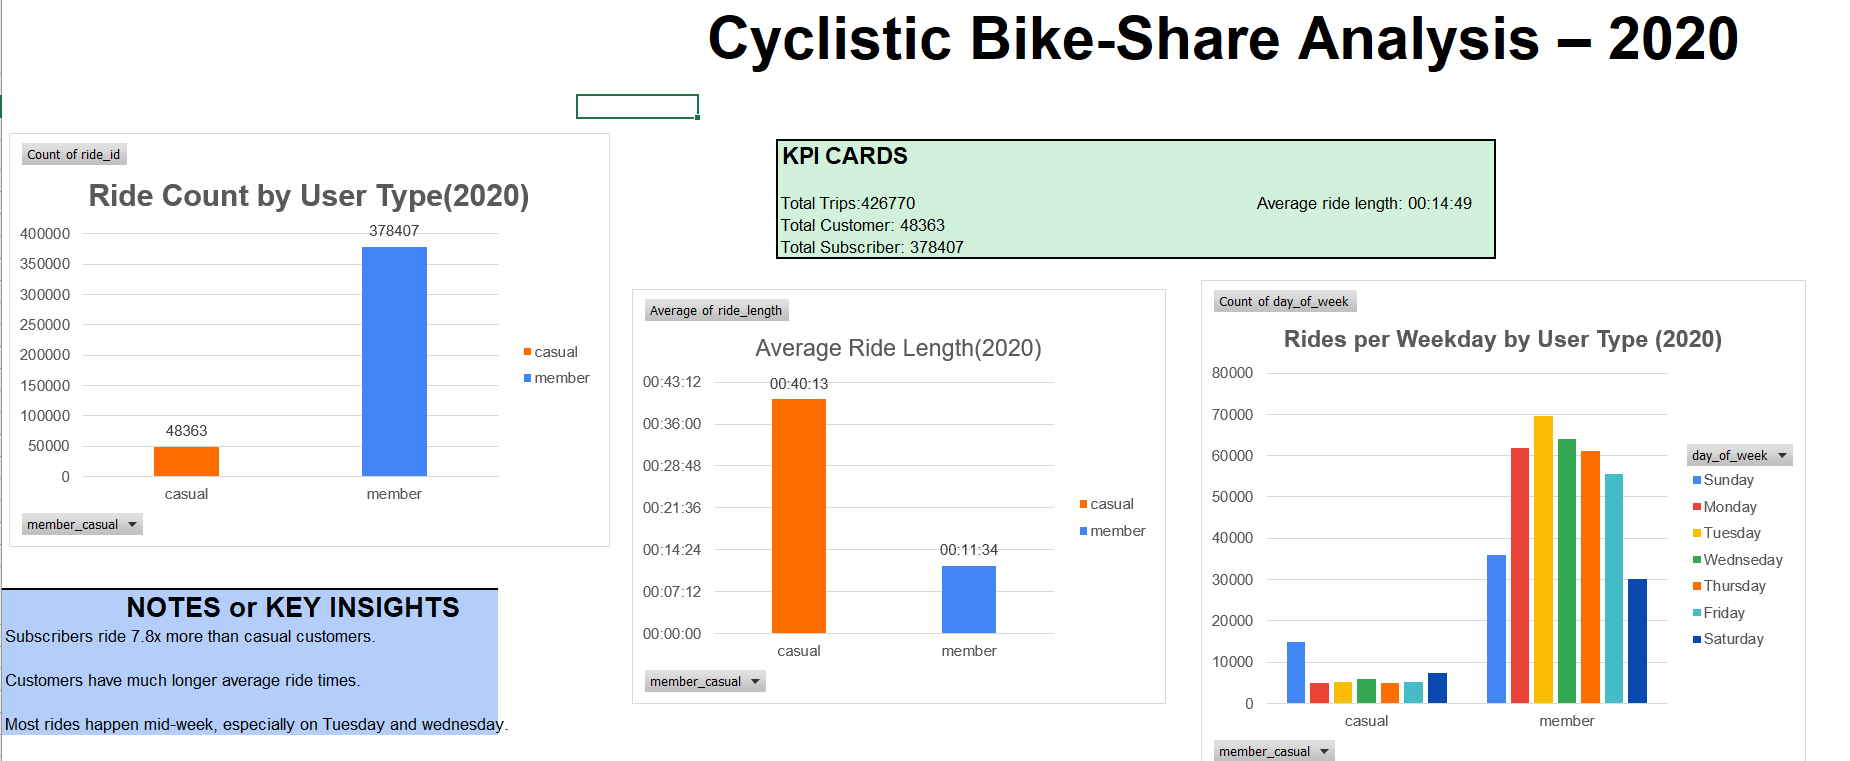 Cyclistic Bike-Share Analysis – 2020
Count of ride_id
Ride Count by User Type(2020)
400000
350000
300000
250000
200000
150000
100000
50000
0
378407
48363
casual
member
casual
member
member_casual
KPI CARDS
Total Trips:426770
Average ride length: 00:14:49
Total Customer: 48363
Total Subscriber: 378407
Average of ride_length
Average Ride Length(2020)
00:43:12
00:36:00
00:28:48
00:21:36
00:14:24
00:07:12
00:00:00
00:40:13
00:11:34
casual
member
casual
member
member_casual
Count of day_of_week
Rides per Weekday by User Type (2020)
80000
70000
60000
50000
40000
30000
20000
10000
0
casual
member
day_of_week
Sunday
Monday
Tuesday
Wednseday
Thursday
Friday
Saturday
member_casual
NOTES or KEY INSIGHTS
Subscribers ride 7.8x more than casual customers.
Customers have much longer average ride times.
Most rides happen mid-week, especially on Tuesday and wednesday.